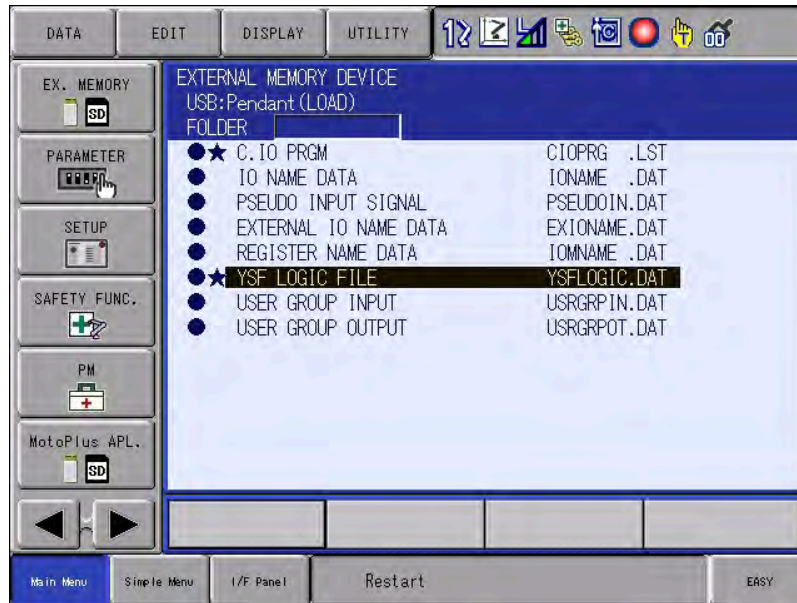 DATA EDIT DISPLAY UTILITY
EX. MEMORY
SD
PARAMETER
SETUP
SAFETY FUNC.
PM
MotoPlus APL.
SD
EXTERNAL MEMORY DEVICE
USB:Pendant(LOAD)
FOLDER
C.IO PRGM CIOPRG .LST
IO NAME DATA IONAME .DAT
PSEUDO INPUT SIGNAL PSEUDOIN.DAT
EXTERNAL IO NAME DATA EXIONAME.DAT
REGISTER NAME DATA IOMNAME .DAT
YSF LOGIC FILE YSFLOGIC.DAT
USER GROUP INPUT USRGRPIN.DAT
USER GROUP OUTPUT USRGRPOT.DAT
Main Menu Simple Menu I/F Panel Restart EASY